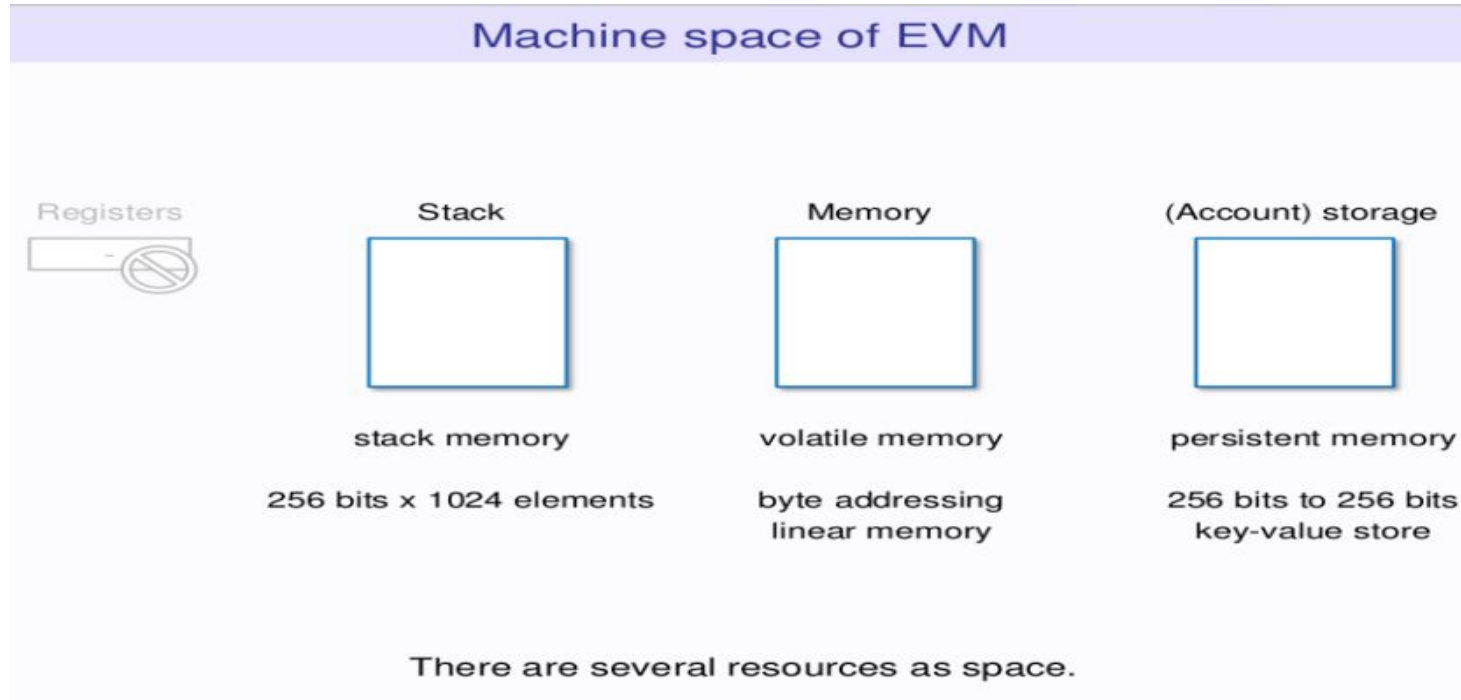 Machine space of EVM
Registers
-
Stack
Memory
(Account) storage
stack memory
volatile memory
persistent memory
256 bits x 1024 elements
byte addressing
linear memory
256 bits to 256 bits
key-value store
There are several resources as space.